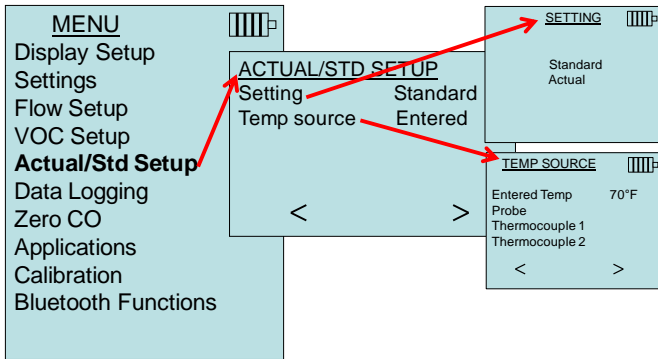 MENU
Display Setup
Settings
Flow Setup
VOC Setup
Actual/Std Setup
Data Logging
Zero CO
Applications
Calibration
Bluetooth Functions
ACTUAL/STD SETUP
Setting Standard
Temp source Entered
< >
SETTING
Standard
Actual
TEMP SOURCE
Entered Temp 70°F
Probe
Thermocouple 1
Thermocouple 2
< >